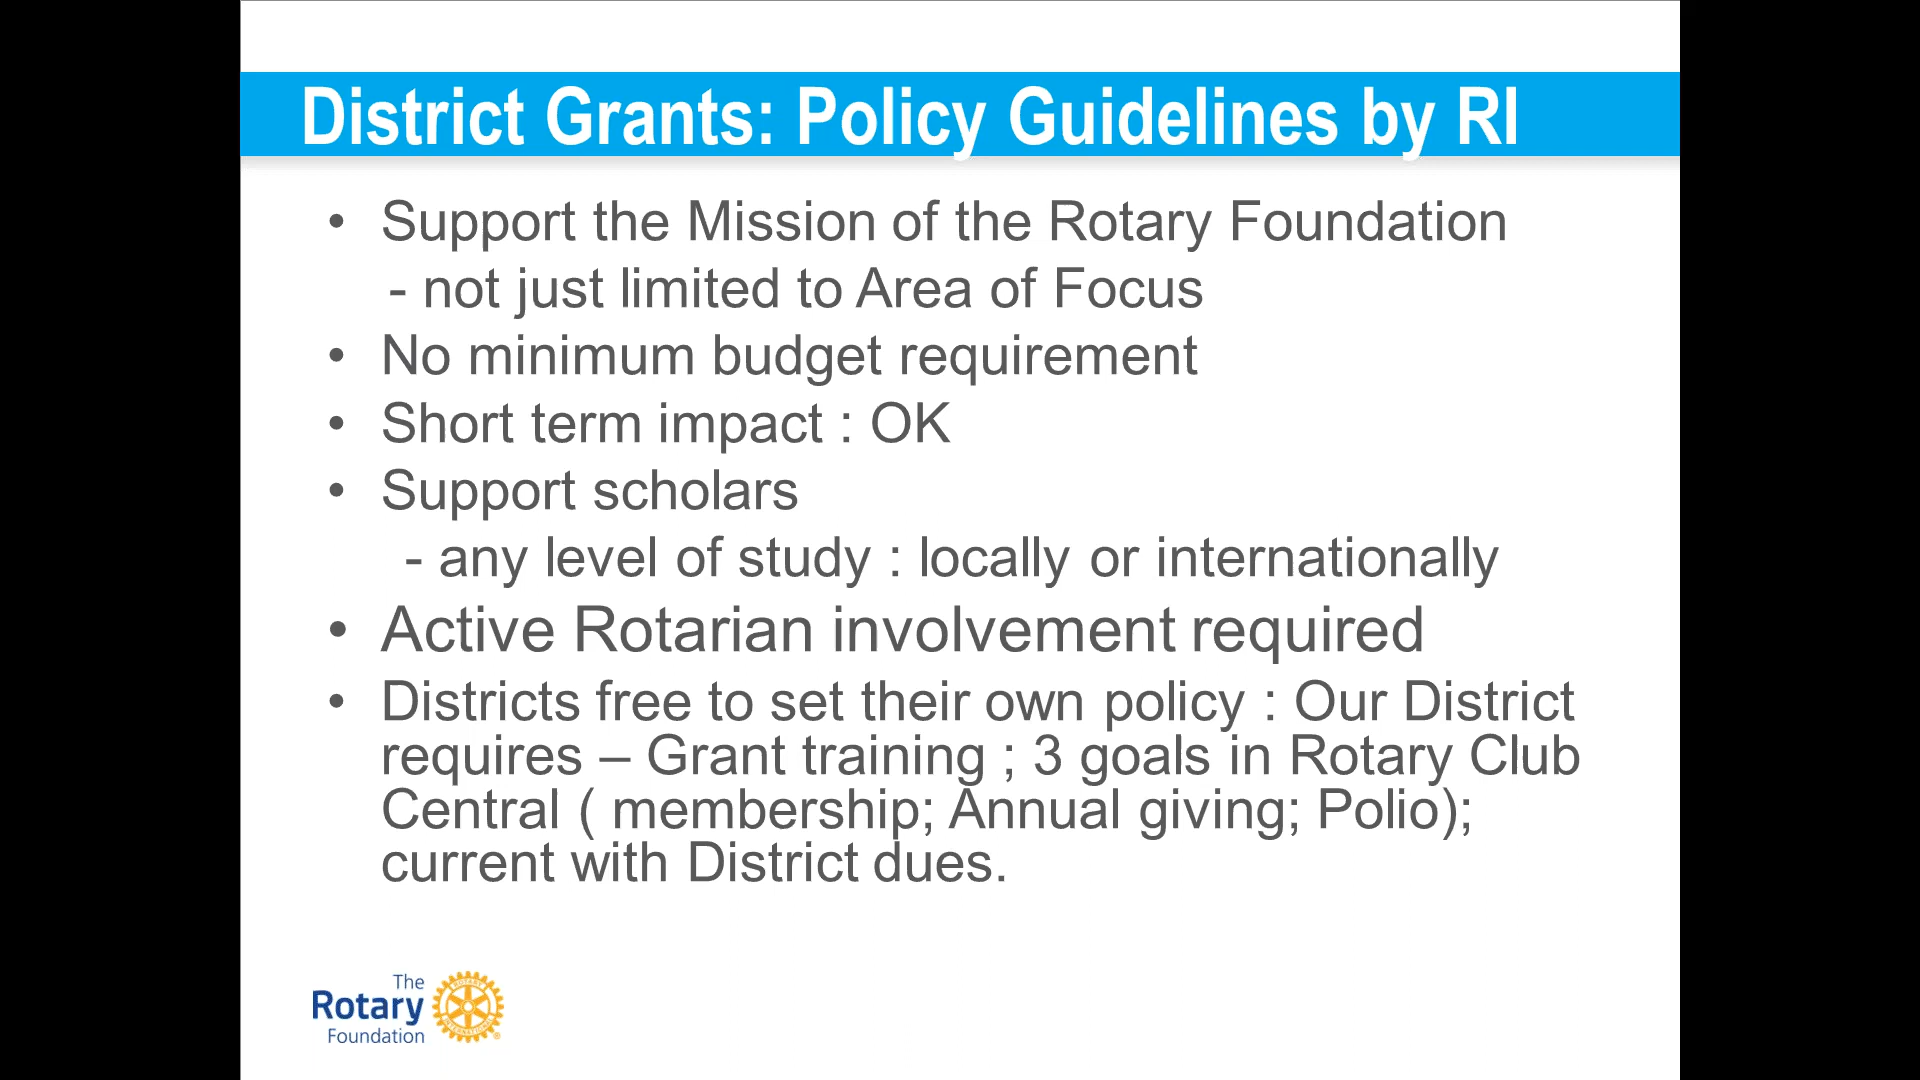 District Grants: Policy Guidelines by RI
• Support the Mission of the Rotary Foundation
- not just limited to Area of Focus
• No minimum budget requirement
• Short term impact : OK
• Support scholars
- any level of study : locally or internationally
• Active Rotarian involvement required
• Districts free to set their own policy : Our District
requires – Grant training ; 3 goals in Rotary Club
Central ( membership; Annual giving; Polio);
current with District dues.
The
Rotary
Foundation
ROTARY
INTERNATIONAL